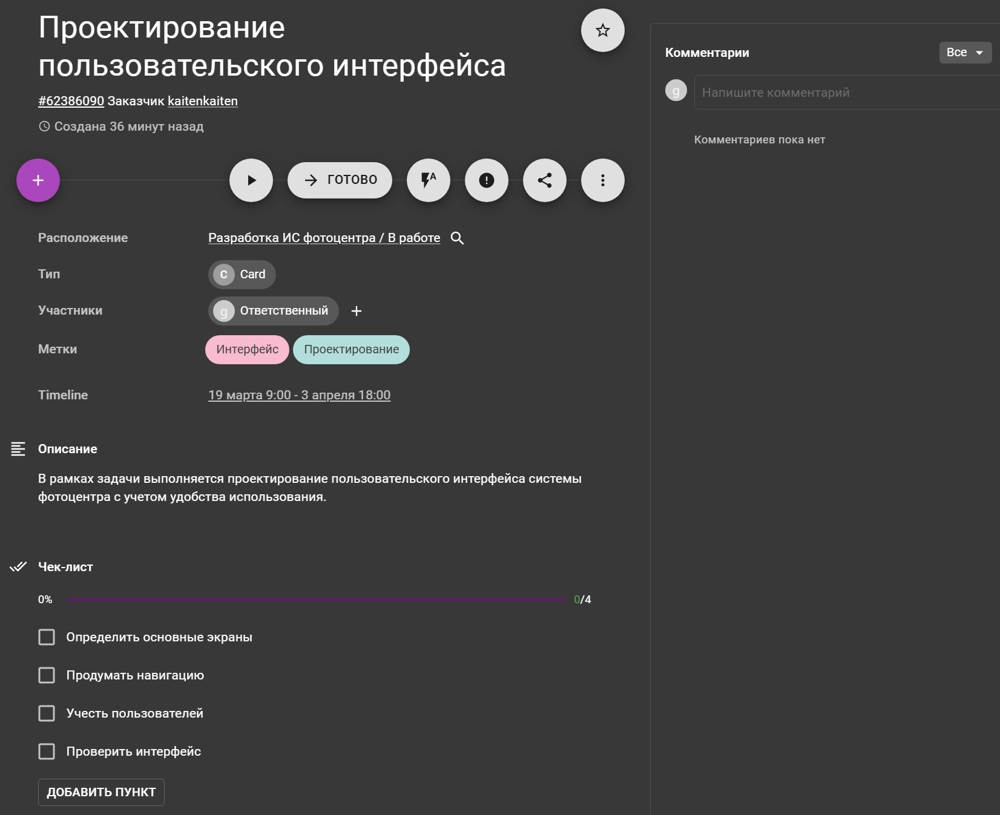 Проектирование
пользовательского интерфейса
#62386090 Заказчик kaitenkaiten
Создана 36 минут назад
ГОТОВО
A
Расположение
Разработка ИС фотоцентра / В работе
Тип
C Card
Участники
g Ответственный
Метки
Интерфейс Проектирование
Timeline
19 марта 9:00 - 3 апреля 18:00
Описание
В рамках задачи выполняется проектирование пользовательского интерфейса системы
фотоцентра с учетом удобства использования.
Чек-лист
0% 0/4
Определить основные экраны
Продумать навигацию
Учесть пользователей
Проверить интерфейс
ДОБАВИТЬ ПУНКТ
Комментарии
Все
g Напишите комментарий
Комментариев пока нет